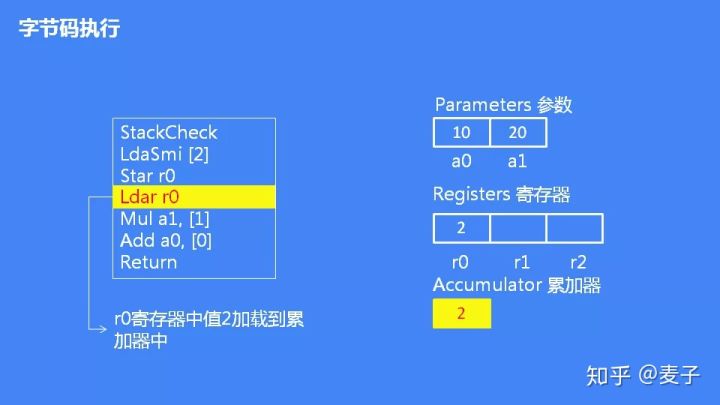 字节码执行
StackCheck
LdaSmi [2]
Star r0
Ldar r0
Mul a1, [1]
Add a0, [0]
Return
r0寄存器中值2加载到累
加器中
Parameters 参数
10 20
a0 a1
Registers 寄存器
2
r0 r1 r2
Accumulator 累加器
2
知乎 @麦子